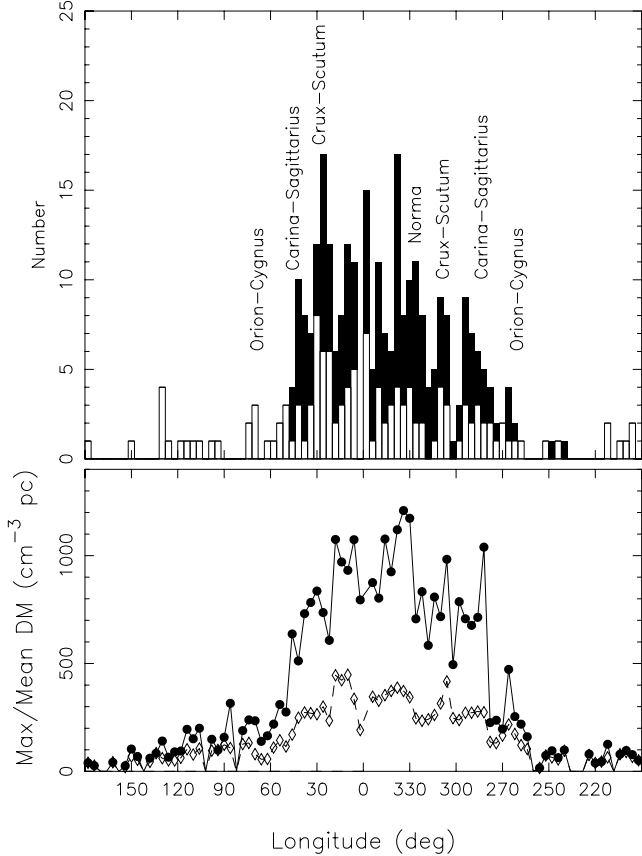 25
20
15
10
5
0
Number
Orion−Cygnus
Carina−Sagittarius
Crux−Scutum
Norma
Crux−Scutum
Carina−Sagittarius
Orion−Cygnus
1000
500
0
Max/Mean DM (cm⁻³ pc)
150 120 90 60 30 0 330 300 270 250 220
Longitude (deg)